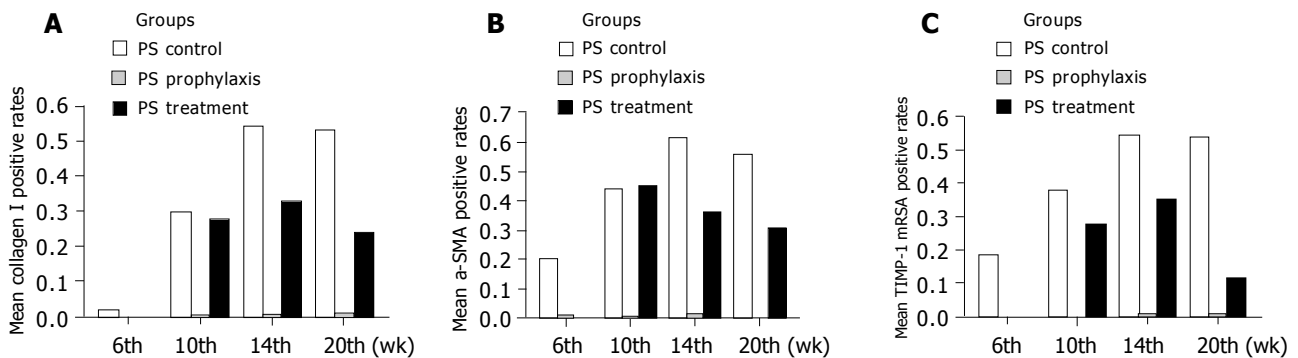 A
Groups
PS control
PS prophylaxis
PS treatment
Mean collagen I positive rates
0.6
0.5
0.4
0.3
0.2
0.1
0.0
6th 10th 14th 20th (wk)
B
Groups
PS control
PS prophylaxis
PS treatment
Mean a-SMA positive rates
0.7
0.6
0.5
0.4
0.3
0.2
0.1
0.0
6th 10th 14th 20th (wk)
C
Groups
PS control
PS prophylaxis
PS treatment
Mean TIMP-1 mRSA positive rates
0.6
0.5
0.4
0.3
0.2
0.1
0.0
6th 10th 14th 20th (wk)